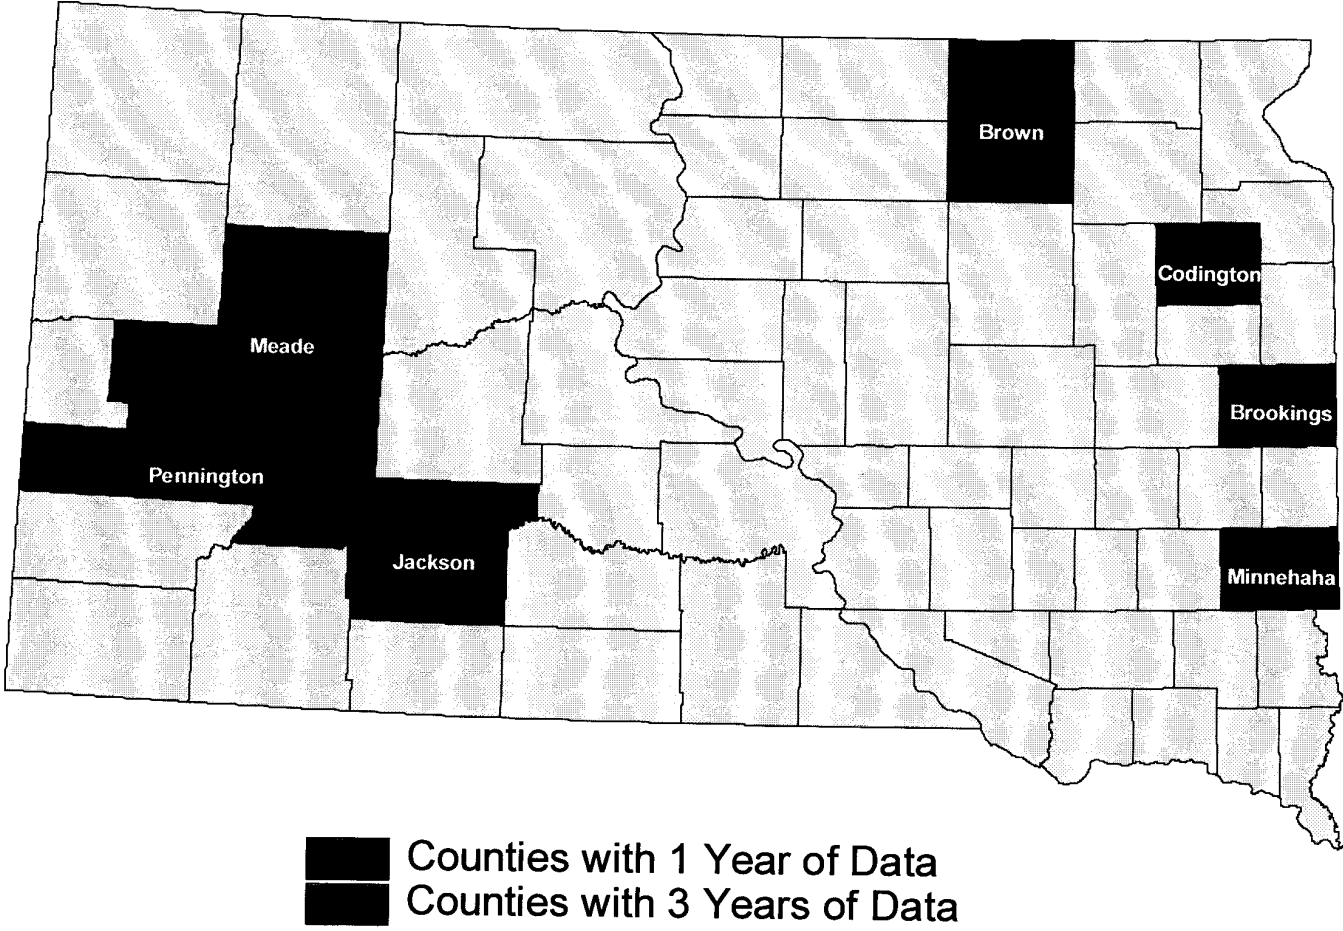 Brown
Codington
Meade
Brookings
Pennington
Jackson
Minnehaha
Counties with 1 Year of Data
Counties with 3 Years of Data